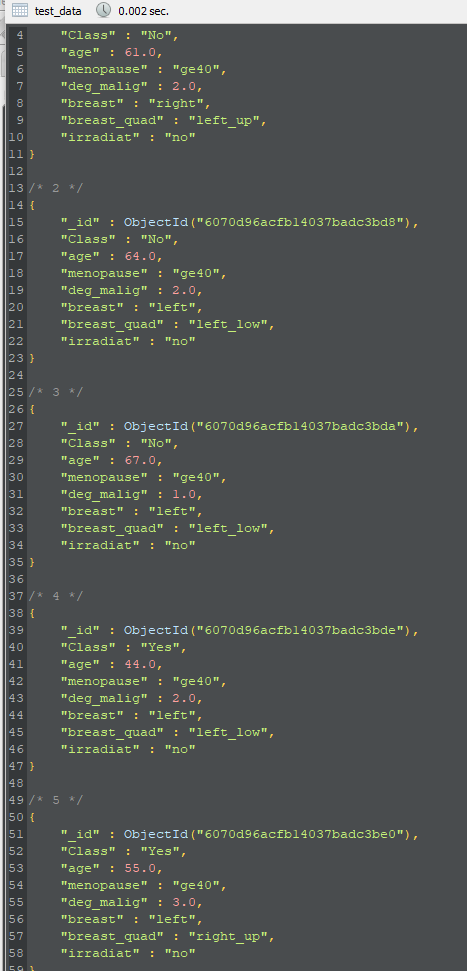 test_data 0.002 sec.
4 "Class" : "No",
5 "age" : 61.0,
6 "menopause" : "ge40",
7 "deg_malig" : 2.0,
8 "breast" : "right",
9 "breast_quad" : "left_up",
10 "irradiat" : "no"
11 }
12
13 /* 2 */
14 {
15 "_id" : ObjectId("6070d96acfb14037badc3bd8"),
16 "Class" : "No",
17 "age" : 64.0,
18 "menopause" : "ge40",
19 "deg_malig" : 2.0,
20 "breast" : "left",
21 "breast_quad" : "left_low",
22 "irradiat" : "no"
23 }
24
25 /* 3 */
26 {
27 "_id" : ObjectId("6070d96acfb14037badc3bda"),
28 "Class" : "No",
29 "age" : 67.0,
30 "menopause" : "ge40",
31 "deg_malig" : 1.0,
32 "breast" : "left",
33 "breast_quad" : "left_low",
34 "irradiat" : "no"
35 }
36
37 /* 4 */
38 {
39 "_id" : ObjectId("6070d96acfb14037badc3bde"),
40 "Class" : "Yes",
41 "age" : 44.0,
42 "menopause" : "ge40",
43 "deg_malig" : 2.0,
44 "breast" : "left",
45 "breast_quad" : "left_low",
46 "irradiat" : "no"
47 }
48
49 /* 5 */
50 {
51 "_id" : ObjectId("6070d96acfb14037badc3be0"),
52 "Class" : "Yes",
53 "age" : 55.0,
54 "menopause" : "ge40",
55 "deg_malig" : 3.0,
56 "breast" : "left",
57 "breast_quad" : "right_up",
58 "irradiat" : "no"
59 }